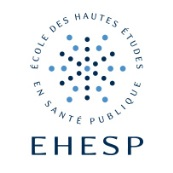 ÉCOLE DES HAUTES ÉTUDES
EN SANTÉ PUBLIQUE
EHESP